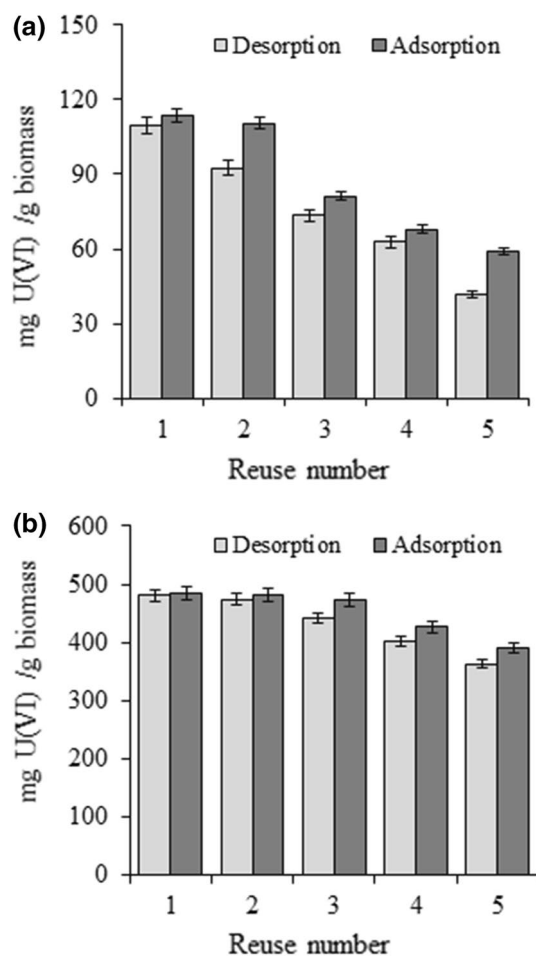 (a)
150
Desorption Adsorption
120
90
60
30
0
mg U(VI) /g biomass
1 2 3 4 5
Reuse number
(b)
600
Desorption Adsorption
500
400
300
200
100
0
mg U(VI) /g biomass
1 2 3 4 5
Reuse number